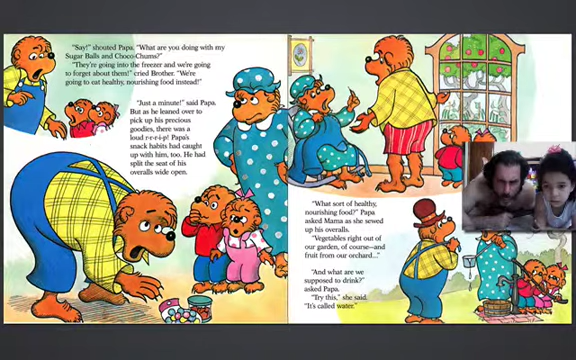 "Say!" shouted Papa. "What are you doing with my
Sugar Balls and Choco-Chums?"
"They're going into the freezer and we're going
to forget about them!" cried Brother. "We're
going to eat healthy, nourishing food instead!"
"Just a minute!" said Papa.
But as he leaned over to
pick up his precious
goodies, there was a
loud r-r-r-i-p! Papa's
snack habits had caught
up with him, too. He had
split the seat of his
overalls wide open.
"What sort of healthy,
nourishing food?" Papa
asked Mama as she sewed
up his overalls.
"Vegetables right out of
our garden, of course—and
fruit from our orchard..."
"And what are we
supposed to drink?"
asked Papa.
"Try this," she said.
"It's called water."